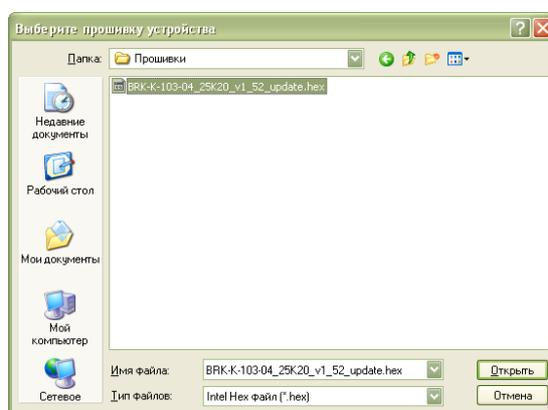 Выберите прошивку устройства
Папка: Прошивки
BRK-K-103-04_25K20_v1_52_update.hex
Недавние
документы
Рабочий стол
Мои документы
Мой
компьютер
Сетевое
Имя файла: BRK-K-103-04_25K20_v1_52_update.hex Открыть
Тип файлов: Intel Hex файл (*.hex) Отмена